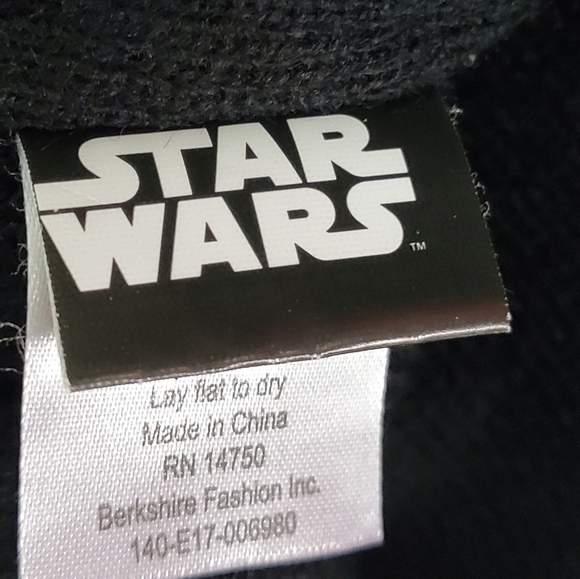 STAR
WARS
TM
Lay flat to dry
Made in China
RN 14750
Berkshire Fashion Inc.
140-E17-006980